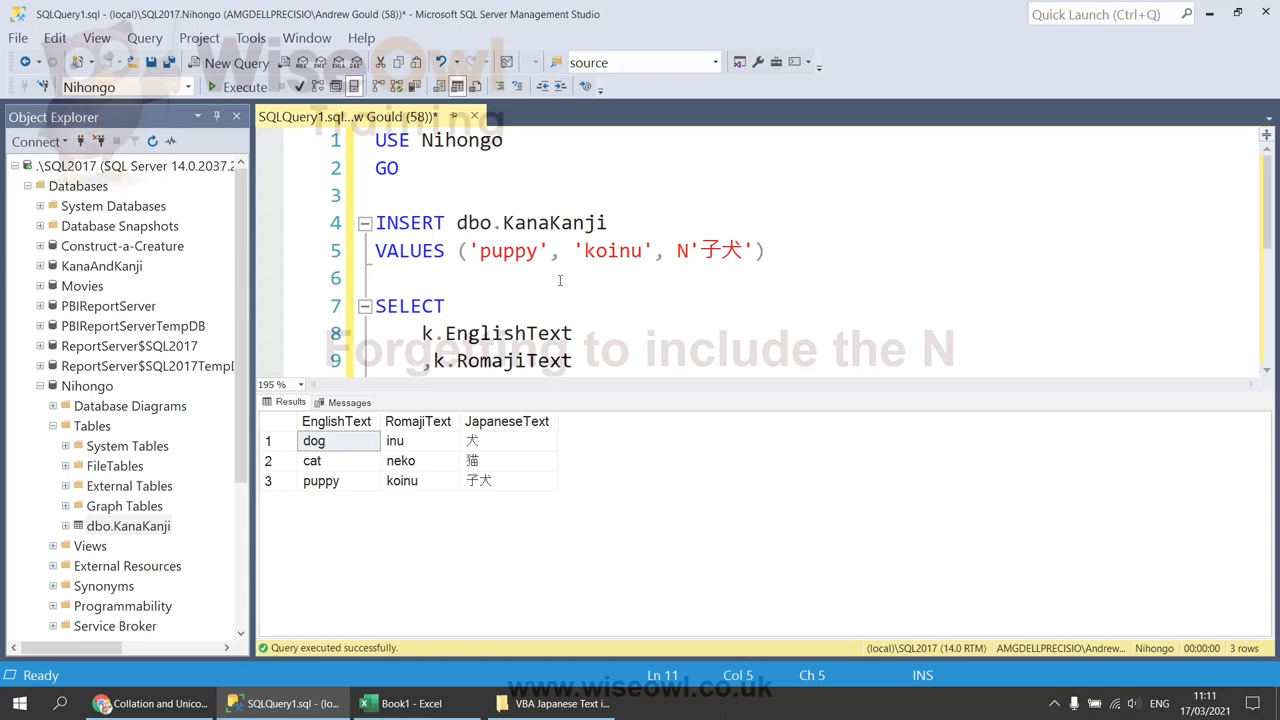 SQLQuery1.sql - (local)\SQL2017.Nihongo (AMGDELLPRECISIO\Andrew Gould (58))* - Microsoft SQL Server Management Studio
Quick Launch (Ctrl+Q)
File Edit View Query Project Tools Window Help
New Query
source
Nihongo
Execute
WiseOwl
Training
Object Explorer
SQLQuery1.sql...w Gould (58))*
Connect
.\SQL2017 (SQL Server 14.0.2037.2
Databases
System Databases
Database Snapshots
Construct-a-Creature
KanaAndKanji
Movies
PBIReportServer
PBIReportServerTempDB
ReportServer$SQL2017
ReportServer$SQL2017Temp
Nihongo
Database Diagrams
Tables
System Tables
FileTables
External Tables
Graph Tables
dbo.KanaKanji
Views
External Resources
Synonyms
Programmability
Service Broker
1 USE Nihongo
2 GO
3
4 INSERT dbo.KanaKanji
5 VALUES ('puppy', 'koinu', N'子犬')
6
7 SELECT
8 k.EnglishText
9 ,k.RomajiText
Forgetting to include the N
195 %
Results Messages
EnglishText RomajiText JapaneseText
1 dog inu 犬
2 cat neko 猫
3 puppy koinu 子犬
Query executed successfully.
(local)\SQL2017 (14.0 RTM) AMGDELLPRECISIO\Andrew... Nihongo 00:00:00 3 rows
Ready
Ln 11 Col 5 Ch 5 INS
www.wiseowl.co.uk
Collation and Unico...
SQLQuery1.sql - (lo...
Book1 - Excel
VBA Japanese Text i...
ENG
11:11
17/03/2021